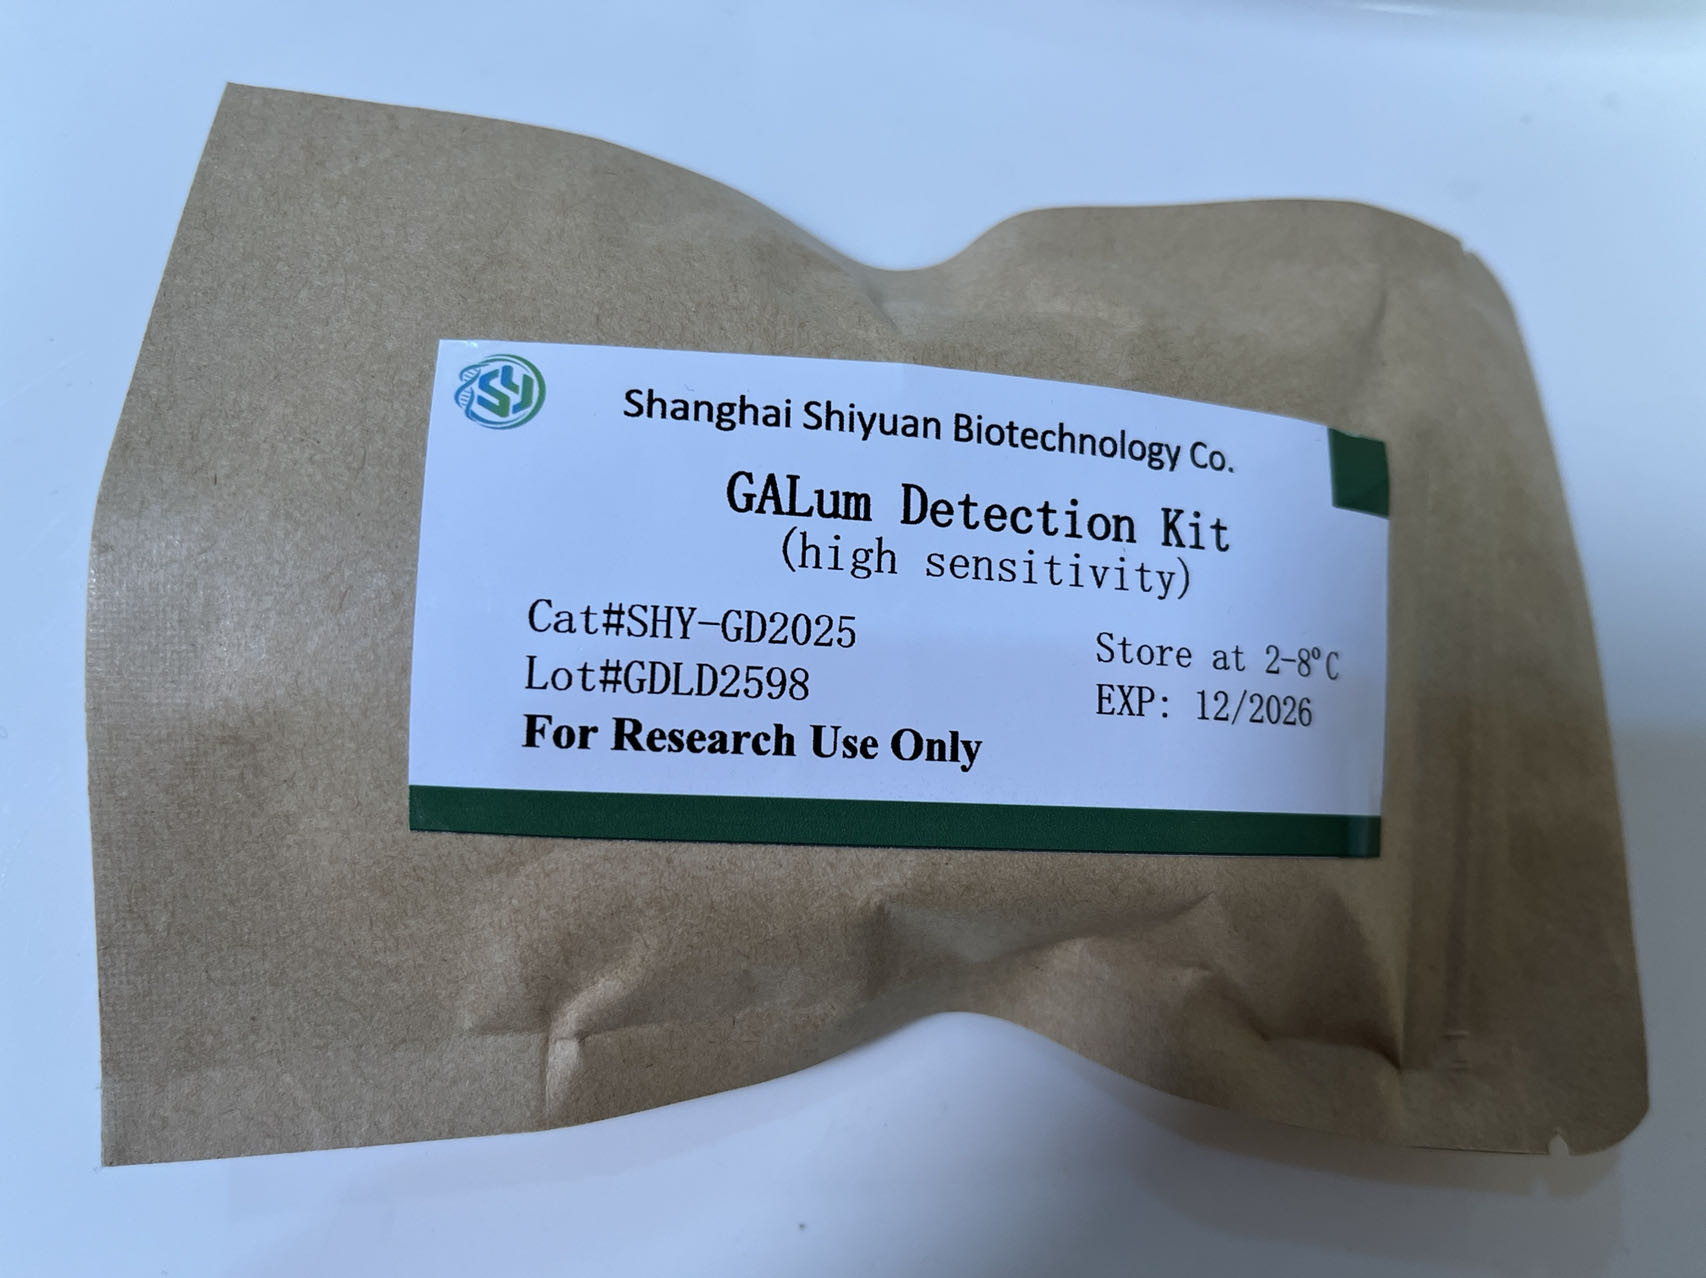 SY
Shanghai Shiyuan Biotechnology Co.
GALum Detection Kit
(high sensitivity)
Cat#SHY-GD2025
Lot#GDLD2598
For Research Use Only
Store at 2-8°C
EXP: 12/2026